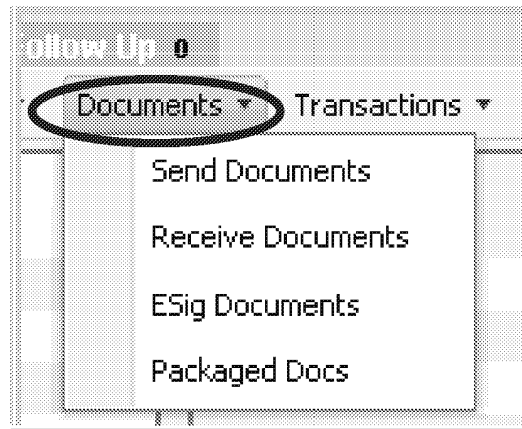 ollow Up 0
Documents Transactions
Send Documents
Receive Documents
ESig Documents
Packaged Docs